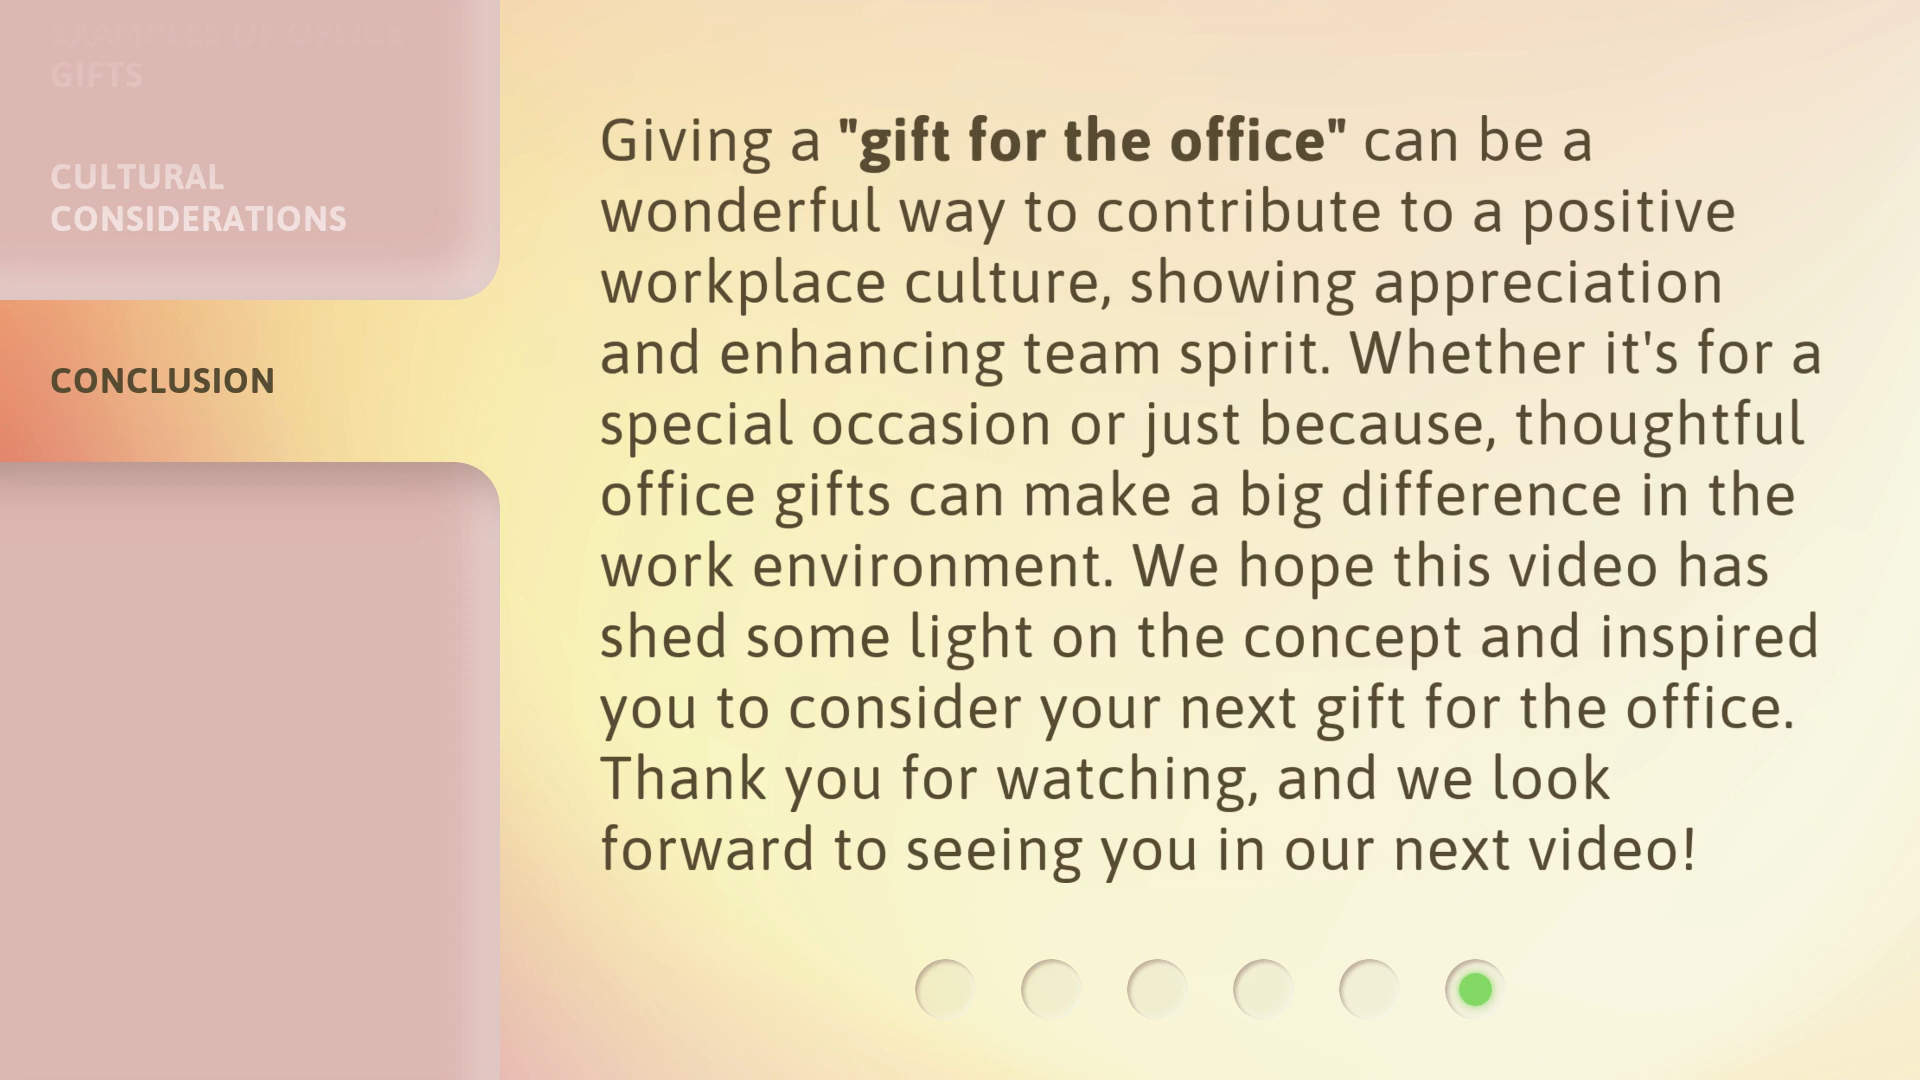 EXAMPLES OF OFFICE
GIFTS
CULTURAL
CONSIDERATIONS
CONCLUSION
Giving a "gift for the office" can be a
wonderful way to contribute to a positive
workplace culture, showing appreciation
and enhancing team spirit. Whether it's for a
special occasion or just because, thoughtful
office gifts can make a big difference in the
work environment. We hope this video has
shed some light on the concept and inspired
you to consider your next gift for the office.
Thank you for watching, and we look
forward to seeing you in our next video!